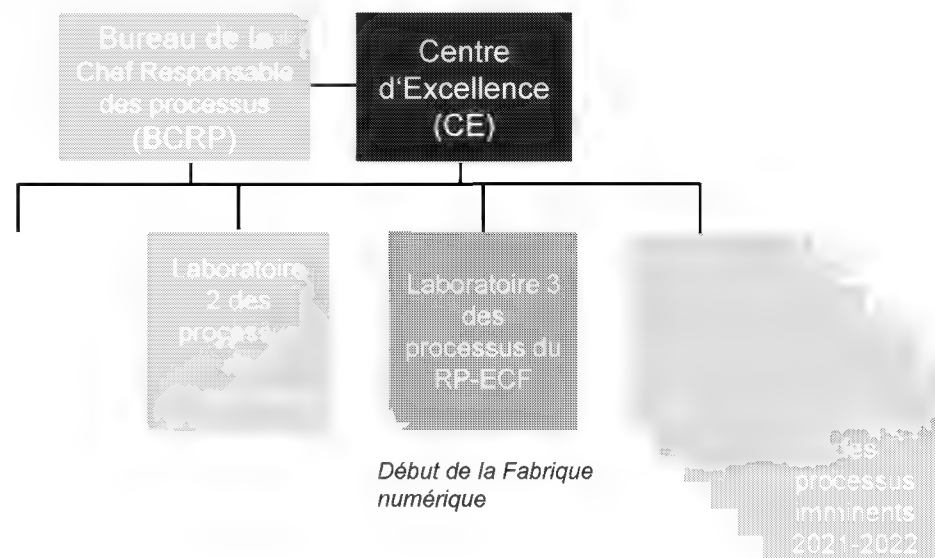 Bureau de la
Chef Responsable
des processus
(BCRP)
Centre
d'Excellence
(CE)
Laboratoire
2 des
Laboratoire 3
des
processus du
RP-ECF
Début de la Fabrique
numérique
des
processus
imminents
2021-2022